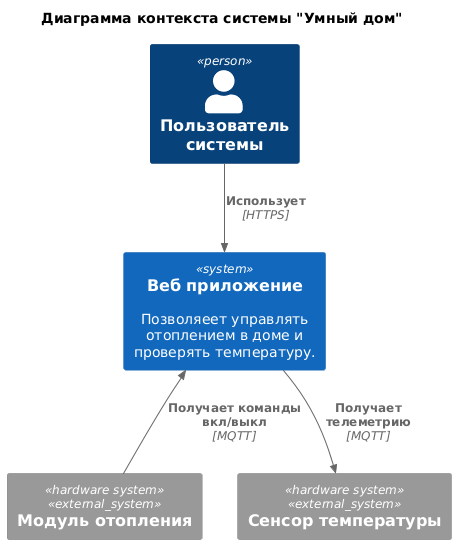 Диаграмма контекста системы "Умный дом"
«person»
Пользователь
системы
Использует
[HTTPS]
«system»
Веб приложение
Позволяеет управлять
отоплением в доме и
проверять температуру.
Получает команды
вкл/выкл
[MQTT]
Получает
телеметрию
[MQTT]
«hardware system»
«external_system»
Модуль отопления
«hardware system»
«external_system»
Сенсор температуры